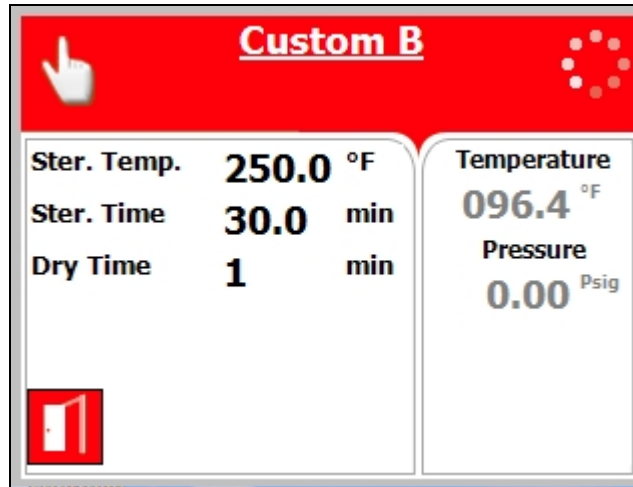 Custom B
Ster. Temp. 250.0 °F
Ster. Time 30.0 min
Dry Time 1 min
Temperature
096.4 °F
Pressure
0.00 Psig